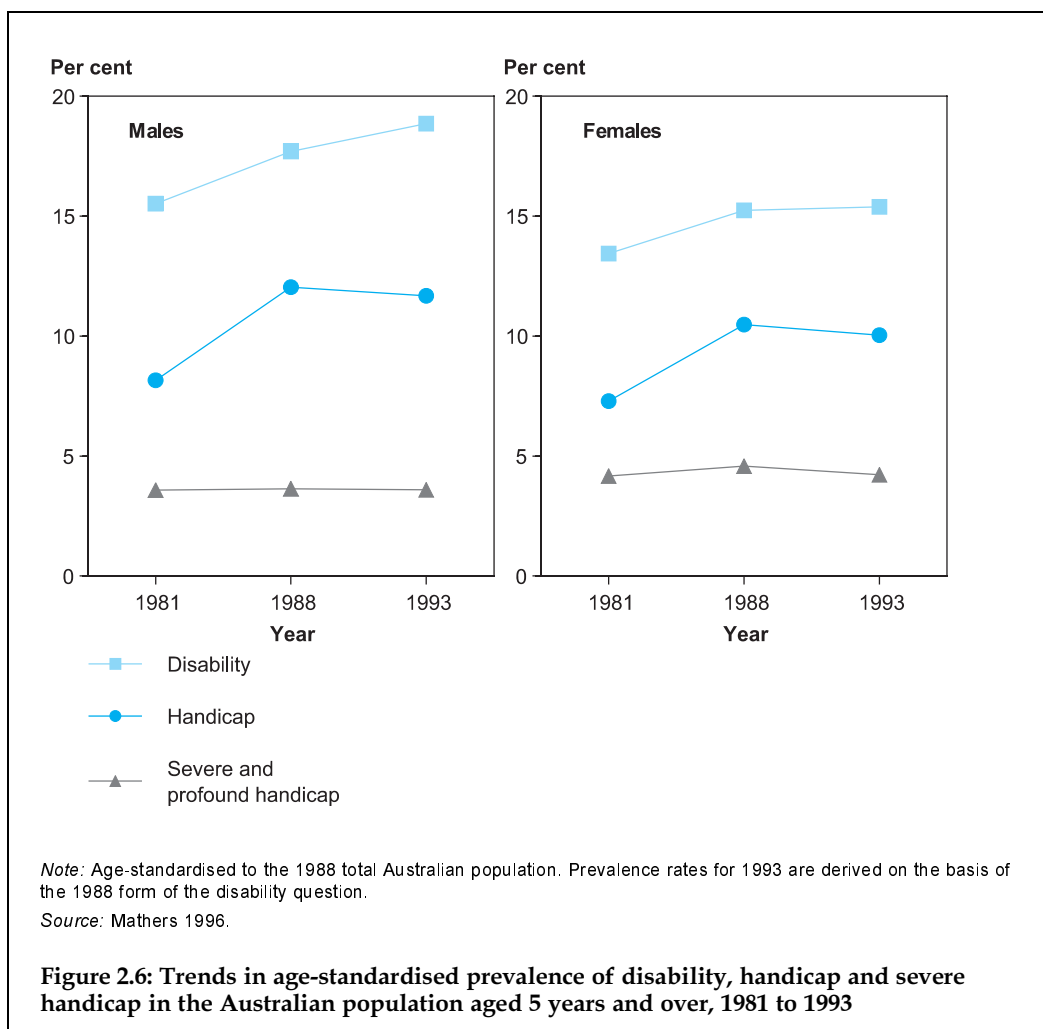 Per cent
20
Males
15
10
5
0
1981 1988 1993
Year
Per cent
20
Females
15
10
5
0
1981 1988 1993
Year
Disability
Handicap
Severe and
profound handicap
Note: Age-standardised to the 1988 total Australian population. Prevalence rates for 1993 are derived on the basis of
the 1988 form of the disability question.
Source: Mathers 1996.
Figure 2.6: Trends in age-standardised prevalence of disability, handicap and severe
handicap in the Australian population aged 5 years and over, 1981 to 1993